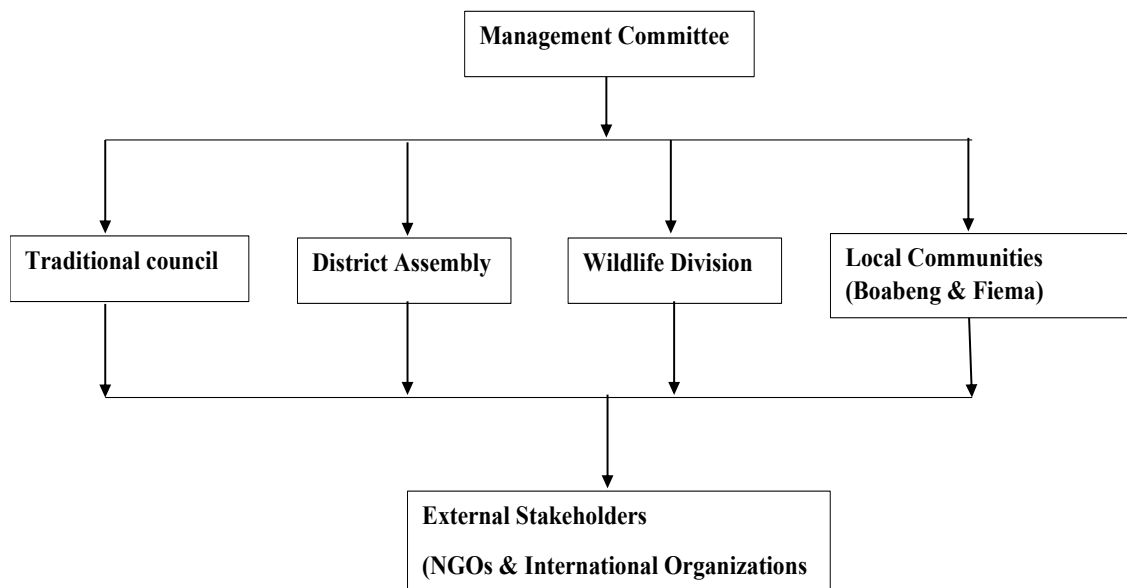 Management Committee
Traditional council
District Assembly
Wildlife Division
Local Communities
(Boabeng & Fiema)
External Stakeholders
(NGOs & International Organizations